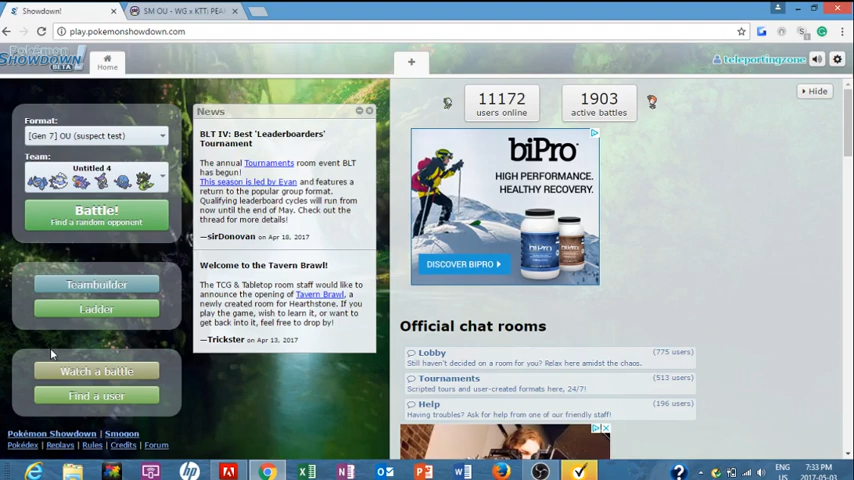 Showdown!
SM OU - WG x KTT: PEA
play.pokemonshowdown.com
Pokémon
SHOWDOWN
BETA
Home
+
teleportingzone
Format:
[Gen 7] OU (suspect test)
Team:
Untitled 4
Battle!
Find a random opponent
Teambuilder
Ladder
Watch a battle
Find a user
Pokémon Showdown | Smogon
Pokédex | Replays | Rules | Credits | Forum
News
BLT IV: Best 'Leaderboarders'
Tournament
The annual Tournaments room event BLT
has begun!
This season is led by Evan and features a
return to the popular group format.
Qualifying leaderboard cycles will run from
now until the end of May. Check out the
thread for more details!
—sirDonovan on Apr 18, 2017
Welcome to the Tavern Brawl!
The TCG & Tabletop room staff would like to
announce the opening of Tavern Brawl, a
newly created room for Hearthstone. If you
play the game, wish to learn it, or want to
get back into it, feel free to drop by!
—Trickster on Apr 13, 2017
11172
users online
1903
active battles
Hide
biPro
HIGH PERFORMANCE.
HEALTHY RECOVERY.
DISCOVER BIPRO
Official chat rooms
Lobby (775 users)
Still haven't decided on a room for you? Relax here amidst the chaos.
Tournaments (513 users)
Scripted tours and user-created formats here, 24/7!
Help (196 users)
Having troubles? Ask for help from one of our friendly staff!
ENG
US
7:33 PM
2017-05-03